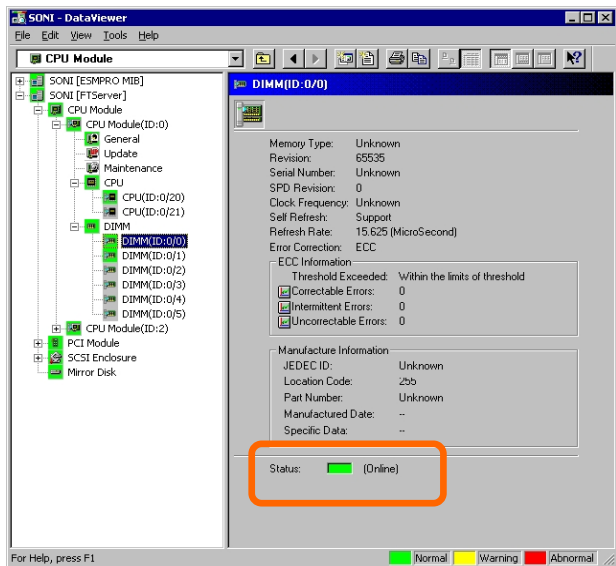 SONI - DataViewer
File Edit View Tools Help
CPU Module
SONI [ESMPRO MIB]
SONI [FTServer]
CPU Module
CPU Module(ID:0)
General
Update
Maintenance
CPU
CPU(ID:0/20)
CPU(ID:0/21)
DIMM
DIMM(ID:0/0)
DIMM(ID:0/1)
DIMM(ID:0/2)
DIMM(ID:0/3)
DIMM(ID:0/4)
DIMM(ID:0/5)
CPU Module(ID:2)
PCI Module
SCSI Enclosure
Mirror Disk
DIMM(ID:0/0)
Memory Type: Unknown
Revision: 65535
Serial Number: Unknown
SPD Revision: 0
Clock Frequency: Unknown
Self Refresh: Support
Refresh Rate: 15.625 (MicroSecond)
Error Correction: ECC
ECC Information
Threshold Exceeded: Within the limits of threshold
Correctable Errors: 0
Intermittent Errors: 0
Uncorrectable Errors: 0
Manufacture Information
JEDEC ID: Unknown
Location Code: 255
Part Number: Unknown
Manufactured Date: --
Specific Data: --
Status: (Online)
For Help, press F1
Normal Warning Abnormal